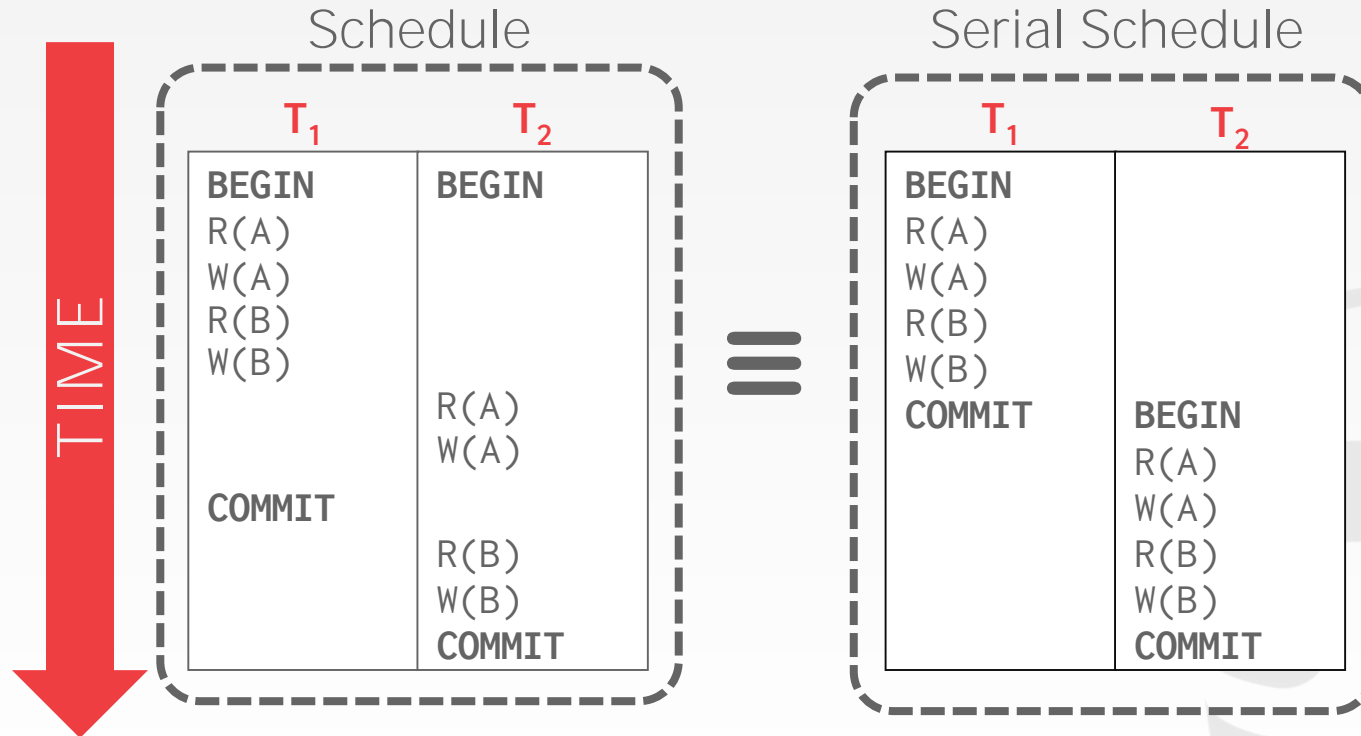 Schedule
TIME
T1 T2
BEGIN BEGIN
R(A)
W(A)
R(B)
W(B)
R(A)
W(A)
COMMIT
R(B)
W(B)
COMMIT
≡
Serial Schedule
T1 T2
BEGIN
R(A)
W(A)
R(B)
W(B)
COMMIT BEGIN
R(A)
W(A)
R(B)
W(B)
COMMIT